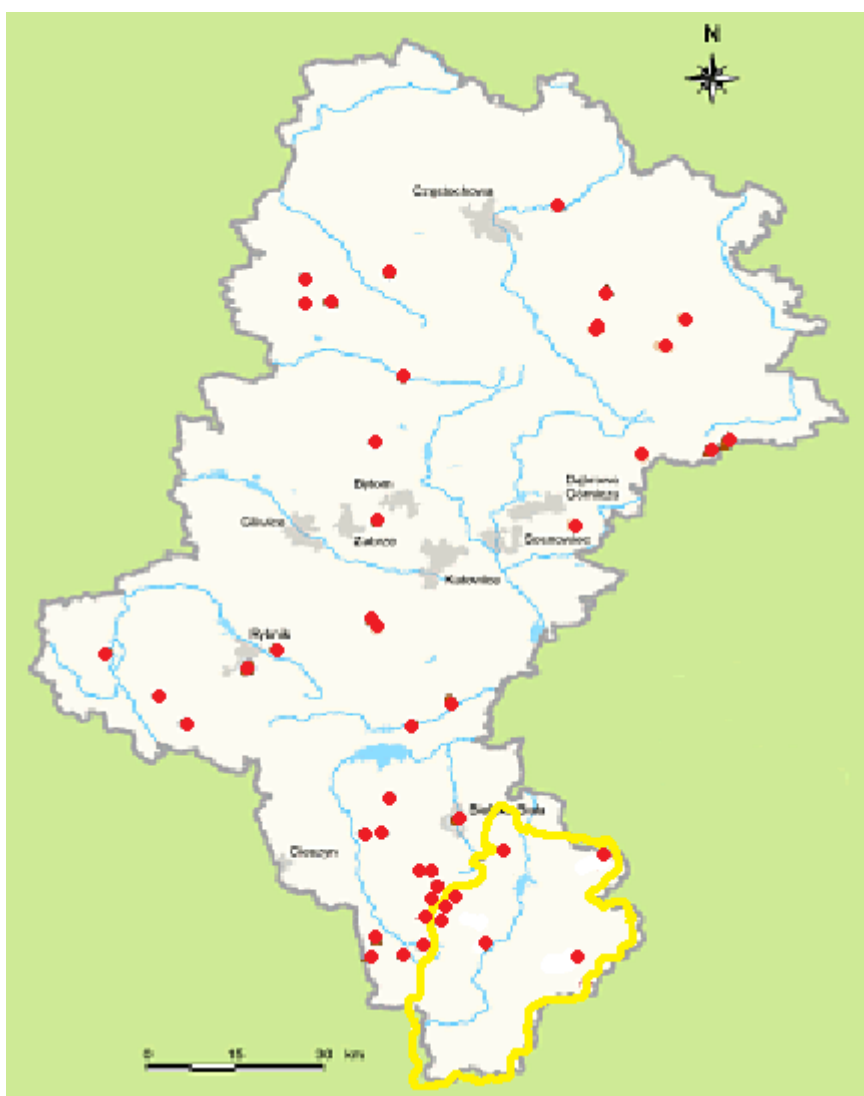 N
Częstochowa
Bytom
Dąbrowa
Górnicza
Gliwice
Zabrze
Sosnowiec
Katowice
Rybnik
Bielsko-Biała
Cieszyn
0 15 30 km